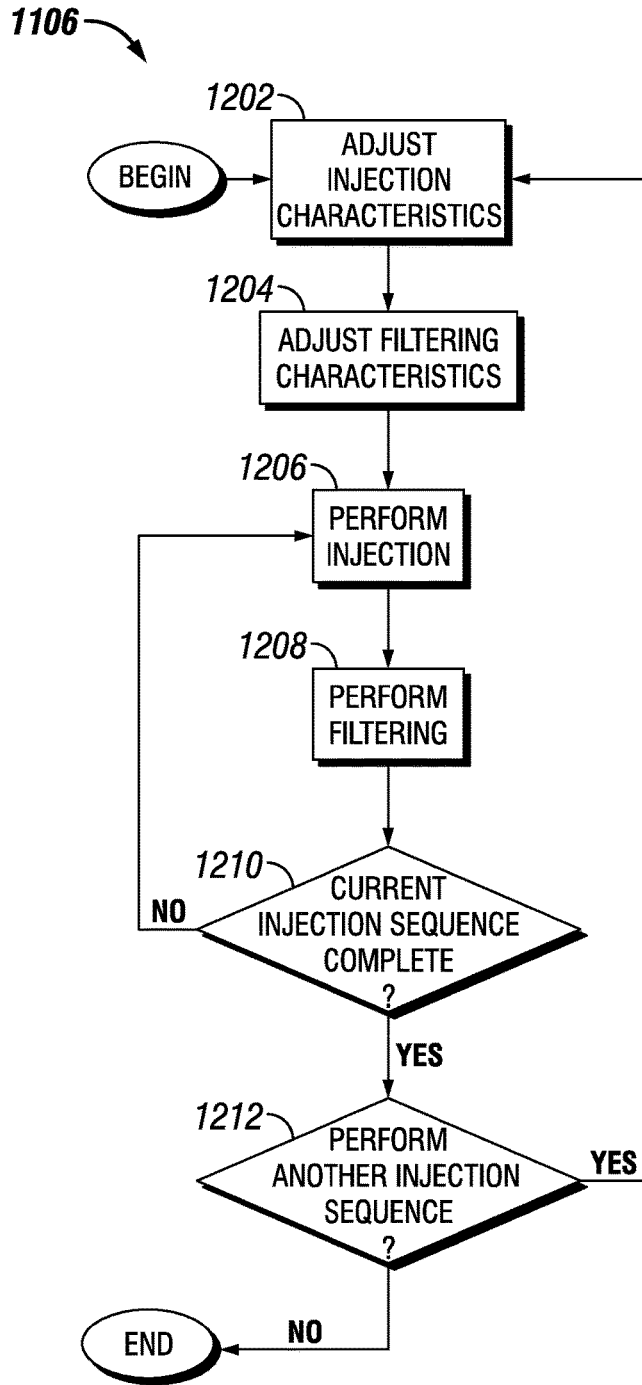 1106
1202
BEGIN
ADJUST
INJECTION
CHARACTERISTICS
1204
ADJUST FILTERING
CHARACTERISTICS
1206
PERFORM
INJECTION
1208
PERFORM
FILTERING
1210
CURRENT
INJECTION SEQUENCE
COMPLETE
?
NO
YES
1212
PERFORM
ANOTHER INJECTION
SEQUENCE
?
YES
NO
END